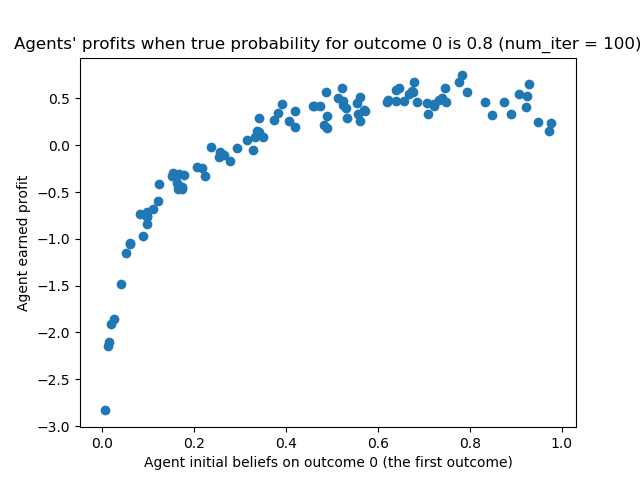 Agents' profits when true probability for outcome 0 is 0.8 (num_iter = 100)
0.5
0.0
−0.5
−1.0
−1.5
−2.0
−2.5
−3.0
Agent earned profit
0.0 0.2 0.4 0.6 0.8 1.0
Agent initial beliefs on outcome 0 (the first outcome)